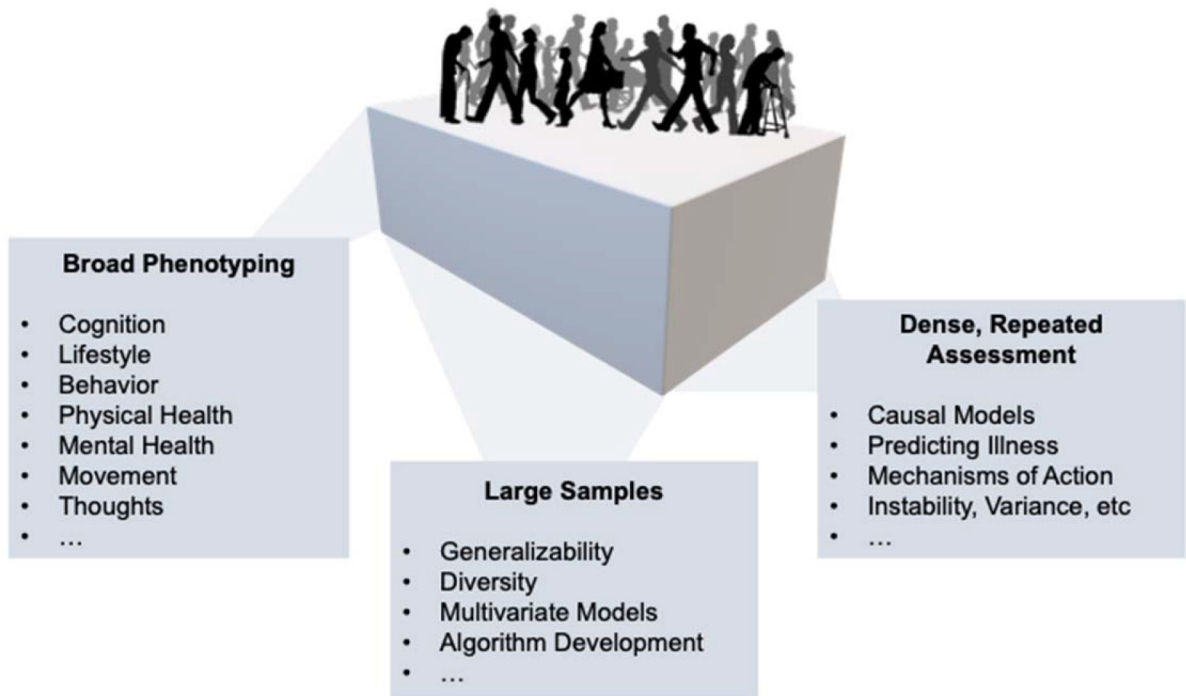 Broad Phenotyping
• Cognition
• Lifestyle
• Behavior
• Physical Health
• Mental Health
• Movement
• Thoughts
• …
Large Samples
• Generalizability
• Diversity
• Multivariate Models
• Algorithm Development
• …
Dense, Repeated
Assessment
• Causal Models
• Predicting Illness
• Mechanisms of Action
• Instability, Variance, etc
• …